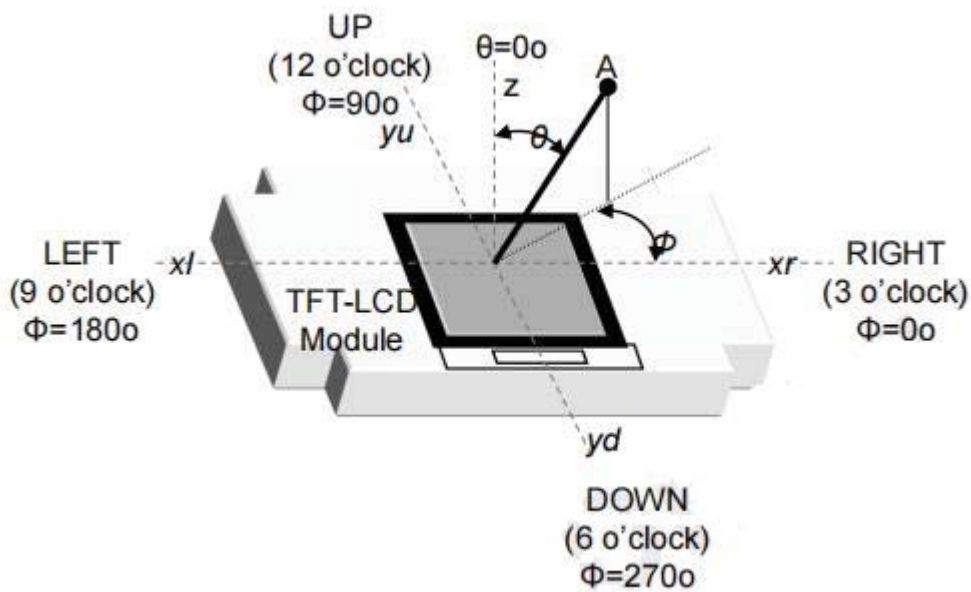 UP
(12 o'clock)
Φ=90o
yu
θ=0o
z
A
θ
Φ
LEFT
(9 o'clock)
Φ=180o
xl
TFT-LCD
Module
xr
RIGHT
(3 o'clock)
Φ=0o
yd
DOWN
(6 o'clock)
Φ=270o